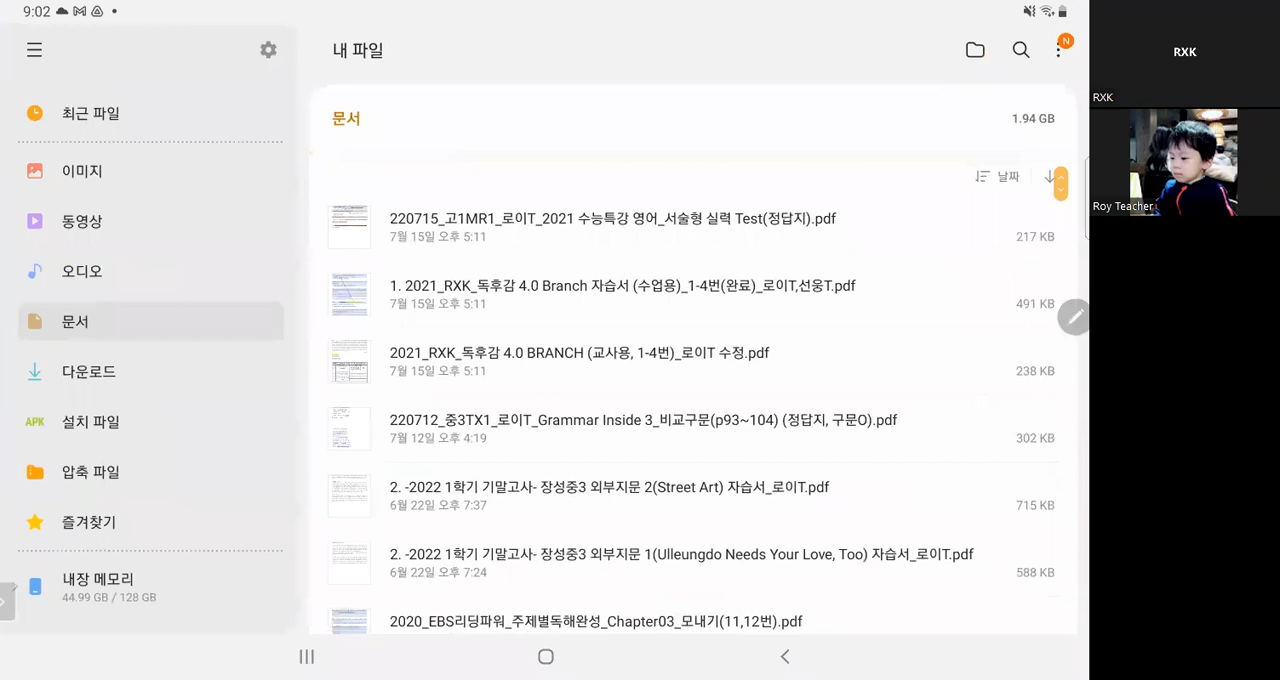 9:02
내 파일
N
최근 파일
이미지
동영상
오디오
문서
다운로드
APK 설치 파일
압축 파일
즐겨찾기
내장 메모리
44.99 GB / 128 GB
문서
1.94 GB
날짜
220715_고1MR1_로이T_2021 수능특강 영어_서술형 실력 Test(정답지).pdf
7월 15일 오후 5:11
217 KB
1. 2021_RXK_독후감 4.0 Branch 자습서 (수업용)_1-4번(완료)_로이T,선웅T.pdf
7월 15일 오후 5:11
491 KB
2021_RXK_독후감 4.0 BRANCH (교사용, 1-4번)_로이T 수정.pdf
7월 15일 오후 5:11
238 KB
220712_중3TX1_로이T_Grammar Inside 3_비교구문(p93~104) (정답지, 구문O).pdf
7월 12일 오후 4:19
302 KB
2. -2022 1학기 기말고사- 장성중3 외부지문 2(Street Art) 자습서_로이T.pdf
6월 22일 오후 7:37
715 KB
2. -2022 1학기 기말고사- 장성중3 외부지문 1(Ulleungdo Needs Your Love, Too) 자습서_로이T.pdf
6월 22일 오후 7:24
588 KB
2020_EBS리딩파워_주제별독해완성_Chapter03_모내기(11,12번).pdf
RXK
RXK
Roy Teacher